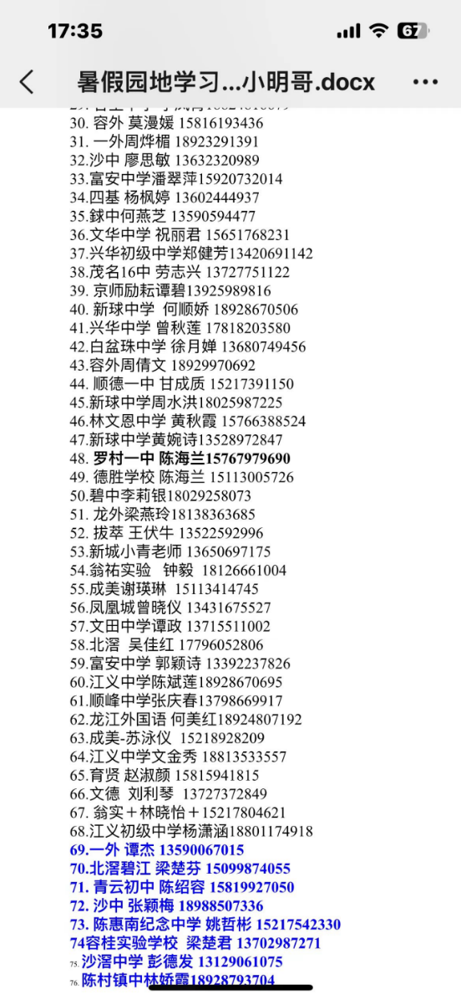 17:35
67
暑假园地学习...小明哥.docx
30. 容外 莫漫媛 15816193436
31. 一外周烨楣 18923291391
32.沙中 廖思敏 13632320989
33.富安中学潘翠萍15920732014
34.四基 杨枫婷 13602444937
35.銶中何燕芝 13590594477
36.文华中学 祝丽君 15651768231
37.兴华初级中学郑健芳13420691142
38.茂名16中 劳志兴 13727751122
39. 京师励耘谭碧13925989816
40. 新球中学 何顺娇 18928670506
41.兴华中学 曾秋莲 17818203580
42.白盆珠中学 徐月婵 13680749456
43.容外周倩文 18929970692
44. 顺德一中 甘成质 15217391150
45.新球中学周水洪18025987225
46.林文恩中学 黄秋霞 15766388524
47.新球中学黄婉诗13528972847
48. 罗村一中 陈海兰15767979690
49. 德胜学校 陈海兰 15113005726
50.碧中李莉银18029258073
51. 龙外梁燕玲18138363685
52. 拔萃 王伏牛 13522592996
53.新城小青老师 13650697175
54.翁祐实验 钟毅 18126661004
55.成美谢瑛琳 15113414745
56.凤凰城曾晓仪 13431675527
57.文田中学谭政 13715511002
58.北滘 吴佳红 17796052806
59.富安中学 郭颖诗 13392237826
60.江义中学陈斌莲18928670695
61.顺峰中学张庆春13798669917
62.龙江外国语 何美红18924807192
63.成美-苏泳仪 15218928209
64.江义中学文金秀 18813533557
65.育贤 赵淑颜 15815941815
66.文德 刘利琴 13727372849
67. 翁实＋林晓怡＋15217804621
68.江义初级中学杨潇涵18801174918
69.一外 谭杰 13590067015
70.北滘碧江 梁楚芬 15099874055
71. 青云初中 陈绍容 15819927050
72. 沙中 张颖梅 18988507336
73. 陈惠南纪念中学 姚哲彬 15217542330
74容桂实验学校 梁楚君 13702987271
75. 沙滘中学 彭德发 13129061075
76. 陈村镇中林娇霞18928793704